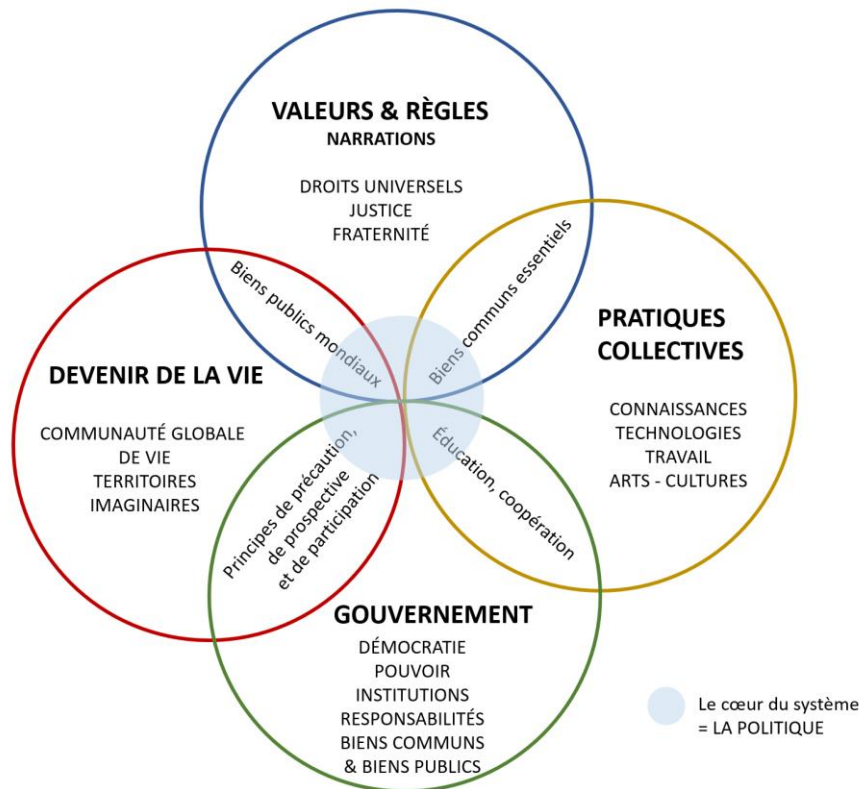 VALEURS & RÈGLES
NARRATIONS
DROITS UNIVERSELS
JUSTICE
FRATERNITÉ
Biens publics mondiaux
Biens communs essentiels
DEVENIR DE LA VIE
COMMUNAUTÉ GLOBALE
DE VIE
TERRITOIRES
IMAGINAIRES
PRATIQUES
COLLECTIVES
CONNAISSANCES
TECHNOLOGIES
TRAVAIL
ARTS - CULTURES
Principes de précaution,
de prospective
et de participation
Éducation, coopération
GOUVERNEMENT
DÉMOCRATIE
POUVOIR
INSTITUTIONS
RESPONSABILITÉS
BIENS COMMUNS
& BIENS PUBLICS
Le cœur du système
= LA POLITIQUE